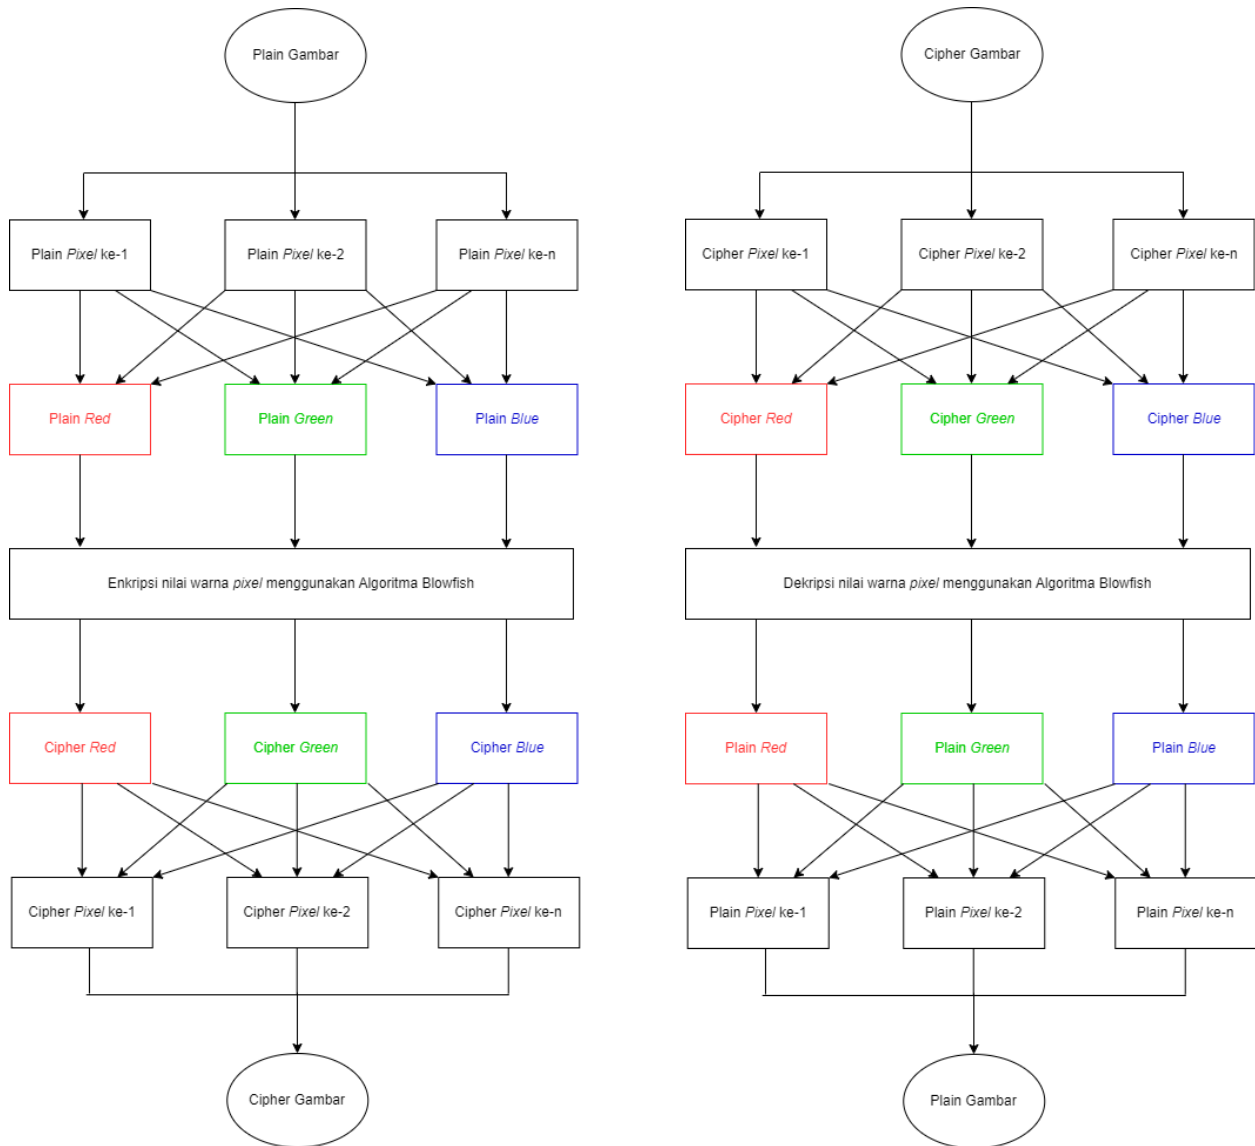 Plain Gambar
Cipher Gambar
Plain Pixel ke-1
Plain Pixel ke-2
Plain Pixel ke-n
Cipher Pixel ke-1
Cipher Pixel ke-2
Cipher Pixel ke-n
Plain Red
Plain Green
Plain Blue
Cipher Red
Cipher Green
Cipher Blue
Enkripsi nilai warna pixel menggunakan Algoritma Blowfish
Dekripsi nilai warna pixel menggunakan Algoritma Blowfish
Cipher Red
Cipher Green
Cipher Blue
Plain Red
Plain Green
Plain Blue
Cipher Pixel ke-1
Cipher Pixel ke-2
Cipher Pixel ke-n
Plain Pixel ke-1
Plain Pixel ke-2
Plain Pixel ke-n
Cipher Gambar
Plain Gambar